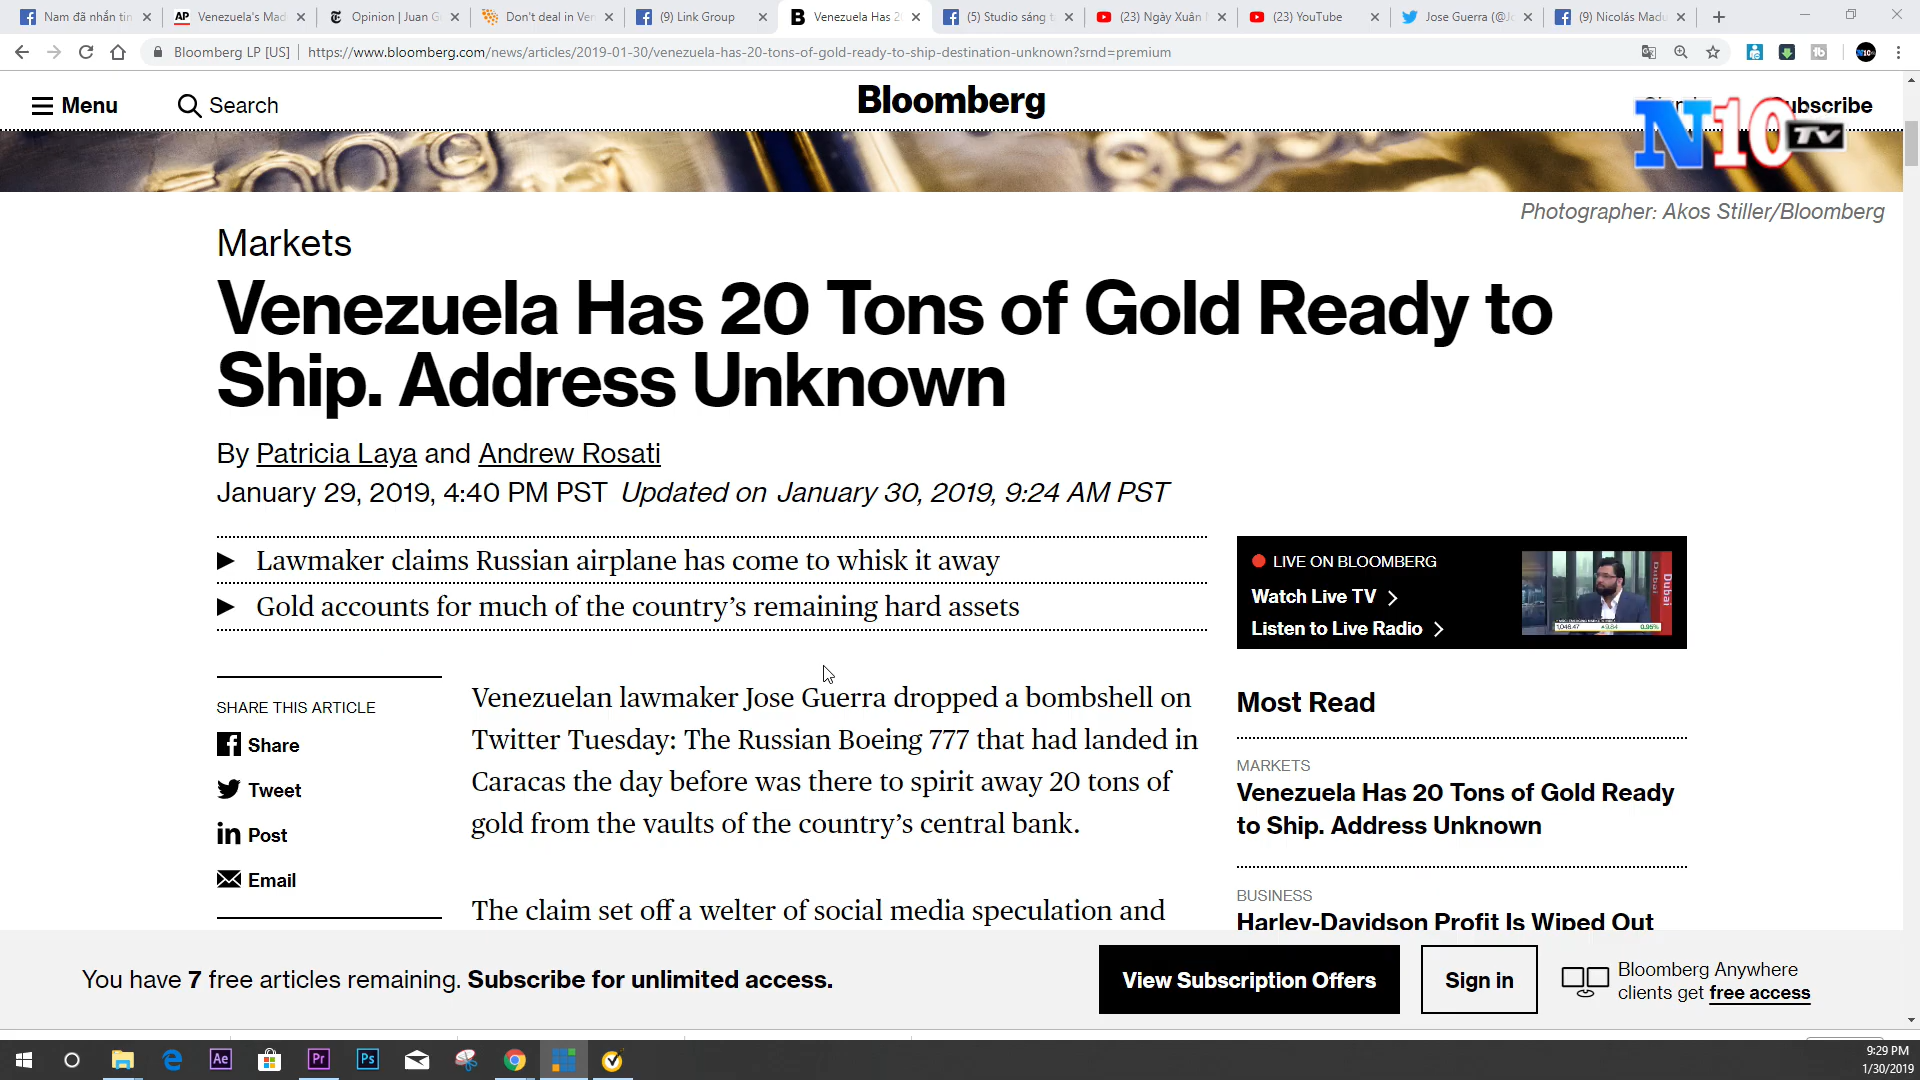 Nam đã nhắn tin
Venezuela's Mad
Opinion | Juan G
Don't deal in Ven
(9) Link Group
Venezuela Has 2
(5) Studio sáng t
(23) Ngày Xuân
(23) YouTube
Jose Guerra (@Jo
(9) Nicolás Madu
Bloomberg LP [US] | https://www.bloomberg.com/news/articles/2019-01-30/venezuela-has-20-tons-of-gold-ready-to-ship-destination-unknown?srnd=premium
Menu
Search
Bloomberg
Subscribe
N10 TV
Photographer: Akos Stiller/Bloomberg
Markets
Venezuela Has 20 Tons of Gold Ready to
Ship. Address Unknown
By Patricia Laya and Andrew Rosati
January 29, 2019, 4:40 PM PST Updated on January 30, 2019, 9:24 AM PST
Lawmaker claims Russian airplane has come to whisk it away
Gold accounts for much of the country's remaining hard assets
SHARE THIS ARTICLE
Share
Tweet
Post
Email
Venezuelan lawmaker Jose Guerra dropped a bombshell on
Twitter Tuesday: The Russian Boeing 777 that had landed in
Caracas the day before was there to spirit away 20 tons of
gold from the vaults of the country's central bank.
The claim set off a welter of social media speculation and
LIVE ON BLOOMBERG
Watch Live TV
Listen to Live Radio
Dubai
Most Read
MARKETS
Venezuela Has 20 Tons of Gold Ready
to Ship. Address Unknown
BUSINESS
Harley-Davidson Profit Is Wiped Out
You have 7 free articles remaining. Subscribe for unlimited access.
View Subscription Offers
Sign in
Bloomberg Anywhere
clients get free access
9:29 PM
1/30/2019